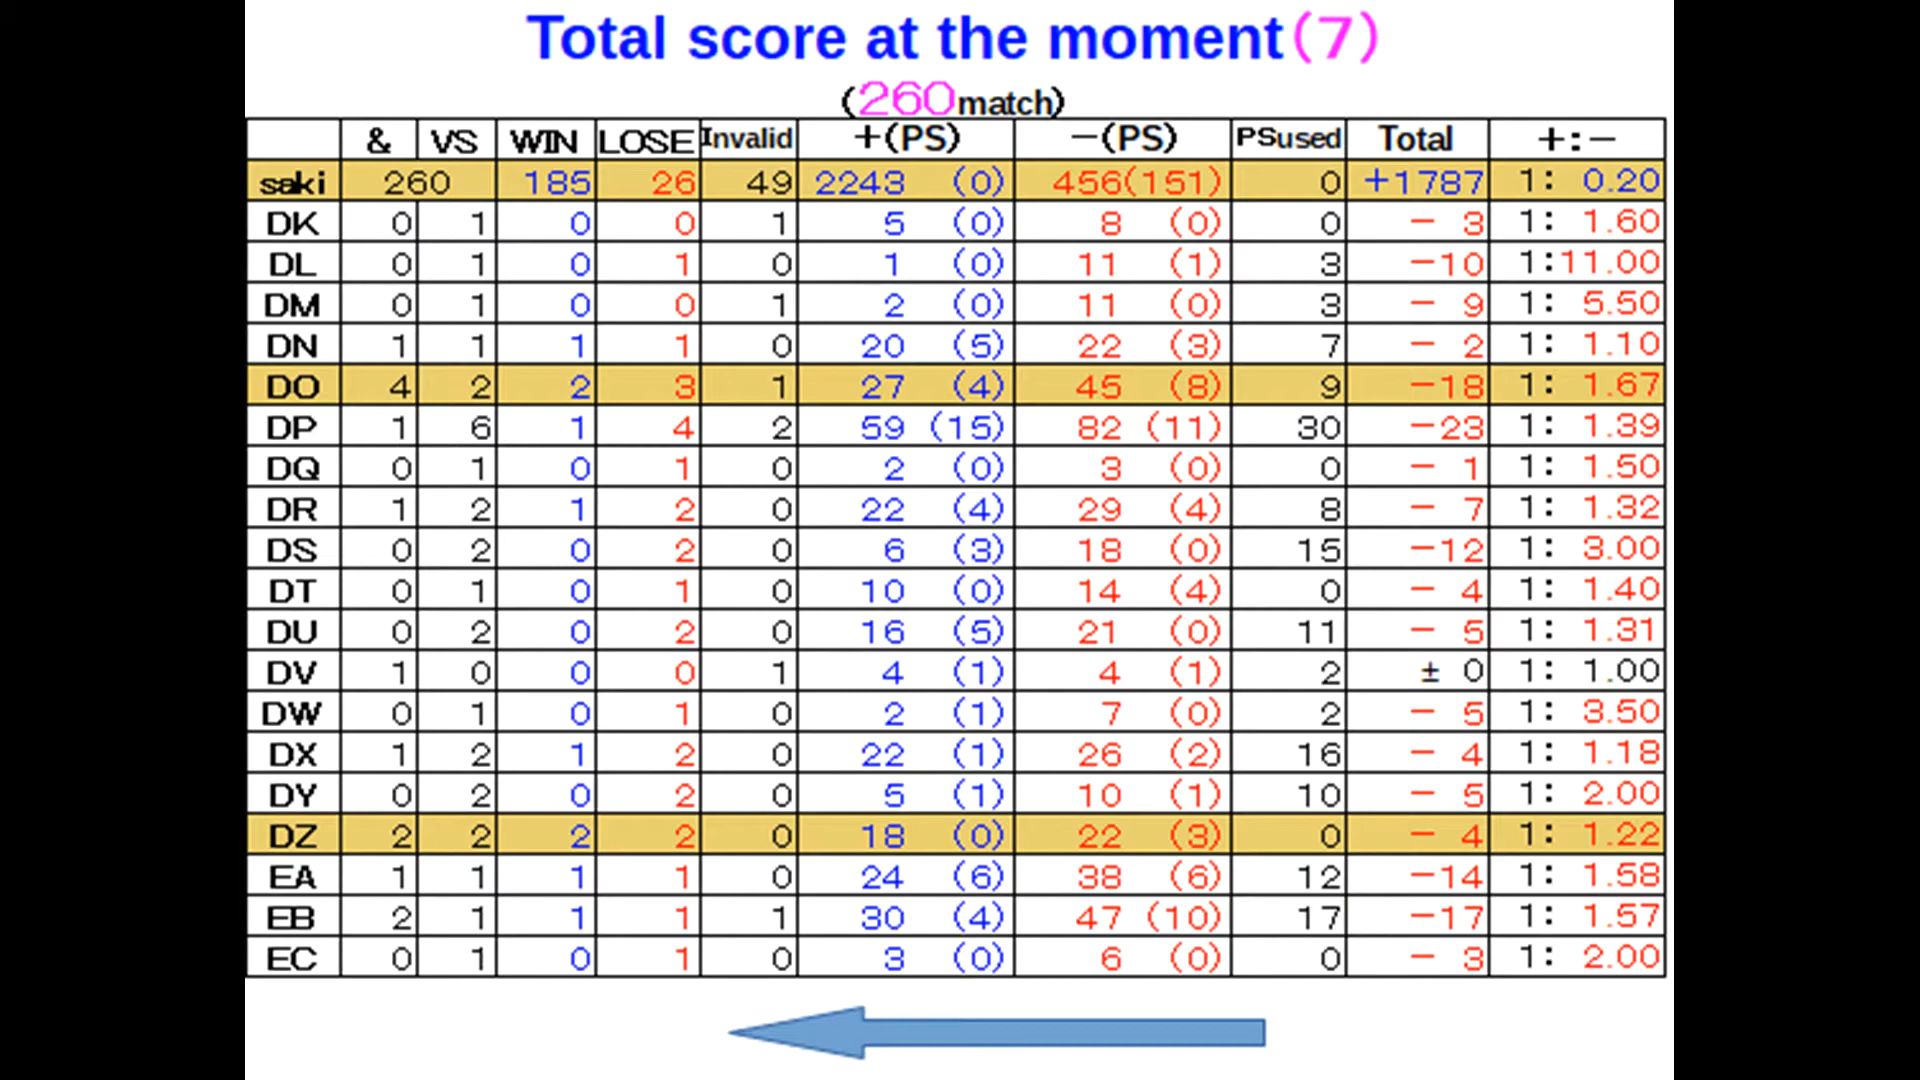 Total score at the moment(7)
(260match)
& VS WIN LOSE Invalid +(PS) −(PS) PSused Total +:−
saki 260 185 26 49 2243 (0) 456(151) 0 +1787 1: 0.20
DK 0 1 0 0 1 5 (0) 8 (0) 0 − 3 1: 1.60
DL 0 1 0 1 0 1 (0) 11 (1) 3 −10 1:11.00
DM 0 1 0 0 1 2 (0) 11 (0) 3 − 9 1: 5.50
DN 1 1 1 1 0 20 (5) 22 (3) 7 − 2 1: 1.10
DO 4 2 2 3 1 27 (4) 45 (8) 9 −18 1: 1.67
DP 1 6 1 4 2 59 (15) 82 (11) 30 −23 1: 1.39
DQ 0 1 0 1 0 2 (0) 3 (0) 0 − 1 1: 1.50
DR 1 2 1 2 0 22 (4) 29 (4) 8 − 7 1: 1.32
DS 0 2 0 2 0 6 (3) 18 (0) 15 −12 1: 3.00
DT 0 1 0 1 0 10 (0) 14 (4) 0 − 4 1: 1.40
DU 0 2 0 2 0 16 (5) 21 (0) 11 − 5 1: 1.31
DV 1 0 0 0 1 4 (1) 4 (1) 2 ± 0 1: 1.00
DW 0 1 0 1 0 2 (1) 7 (0) 2 − 5 1: 3.50
DX 1 2 1 2 0 22 (1) 26 (2) 16 − 4 1: 1.18
DY 0 2 0 2 0 5 (1) 10 (1) 10 − 5 1: 2.00
DZ 2 2 2 2 0 18 (0) 22 (3) 0 − 4 1: 1.22
EA 1 1 1 1 0 24 (6) 38 (6) 12 −14 1: 1.58
EB 2 1 1 1 1 30 (4) 47 (10) 17 −17 1: 1.57
EC 0 1 0 1 0 3 (0) 6 (0) 0 − 3 1: 2.00